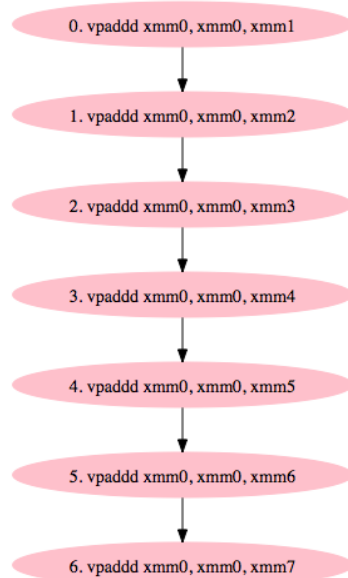 0. vpaddd xmm0, xmm0, xmm1
1. vpaddd xmm0, xmm0, xmm2
2. vpaddd xmm0, xmm0, xmm3
3. vpaddd xmm0, xmm0, xmm4
4. vpaddd xmm0, xmm0, xmm5
5. vpaddd xmm0, xmm0, xmm6
6. vpaddd xmm0, xmm0, xmm7